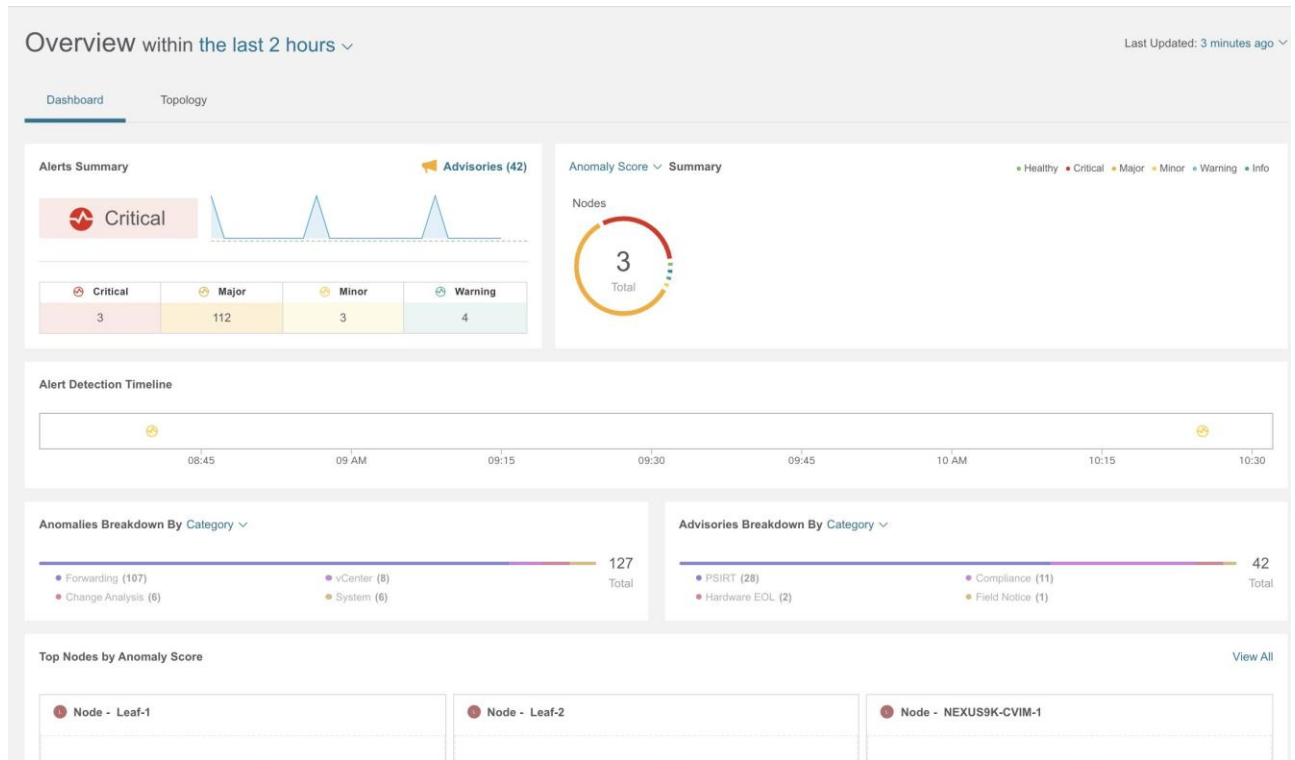 Overview within the last 2 hours
Last Updated: 3 minutes ago
Dashboard
Topology
Alerts Summary
Advisories (42)
Critical
Critical
Major
Minor
Warning
3
112
3
4
Anomaly Score Summary
Healthy
Critical
Major
Minor
Warning
Info
Nodes
3
Total
Alert Detection Timeline
08:45
09 AM
09:15
09:30
09:45
10 AM
10:15
10:30
Anomalies Breakdown By Category
127
Total
Forwarding (107)
vCenter (8)
Change Analysis (6)
System (6)
Advisories Breakdown By Category
42
Total
PSIRT (28)
Compliance (11)
Hardware EOL (2)
Field Notice (1)
Top Nodes by Anomaly Score
View All
Node - Leaf-1
Node - Leaf-2
Node - NEXUS9K-CVIM-1